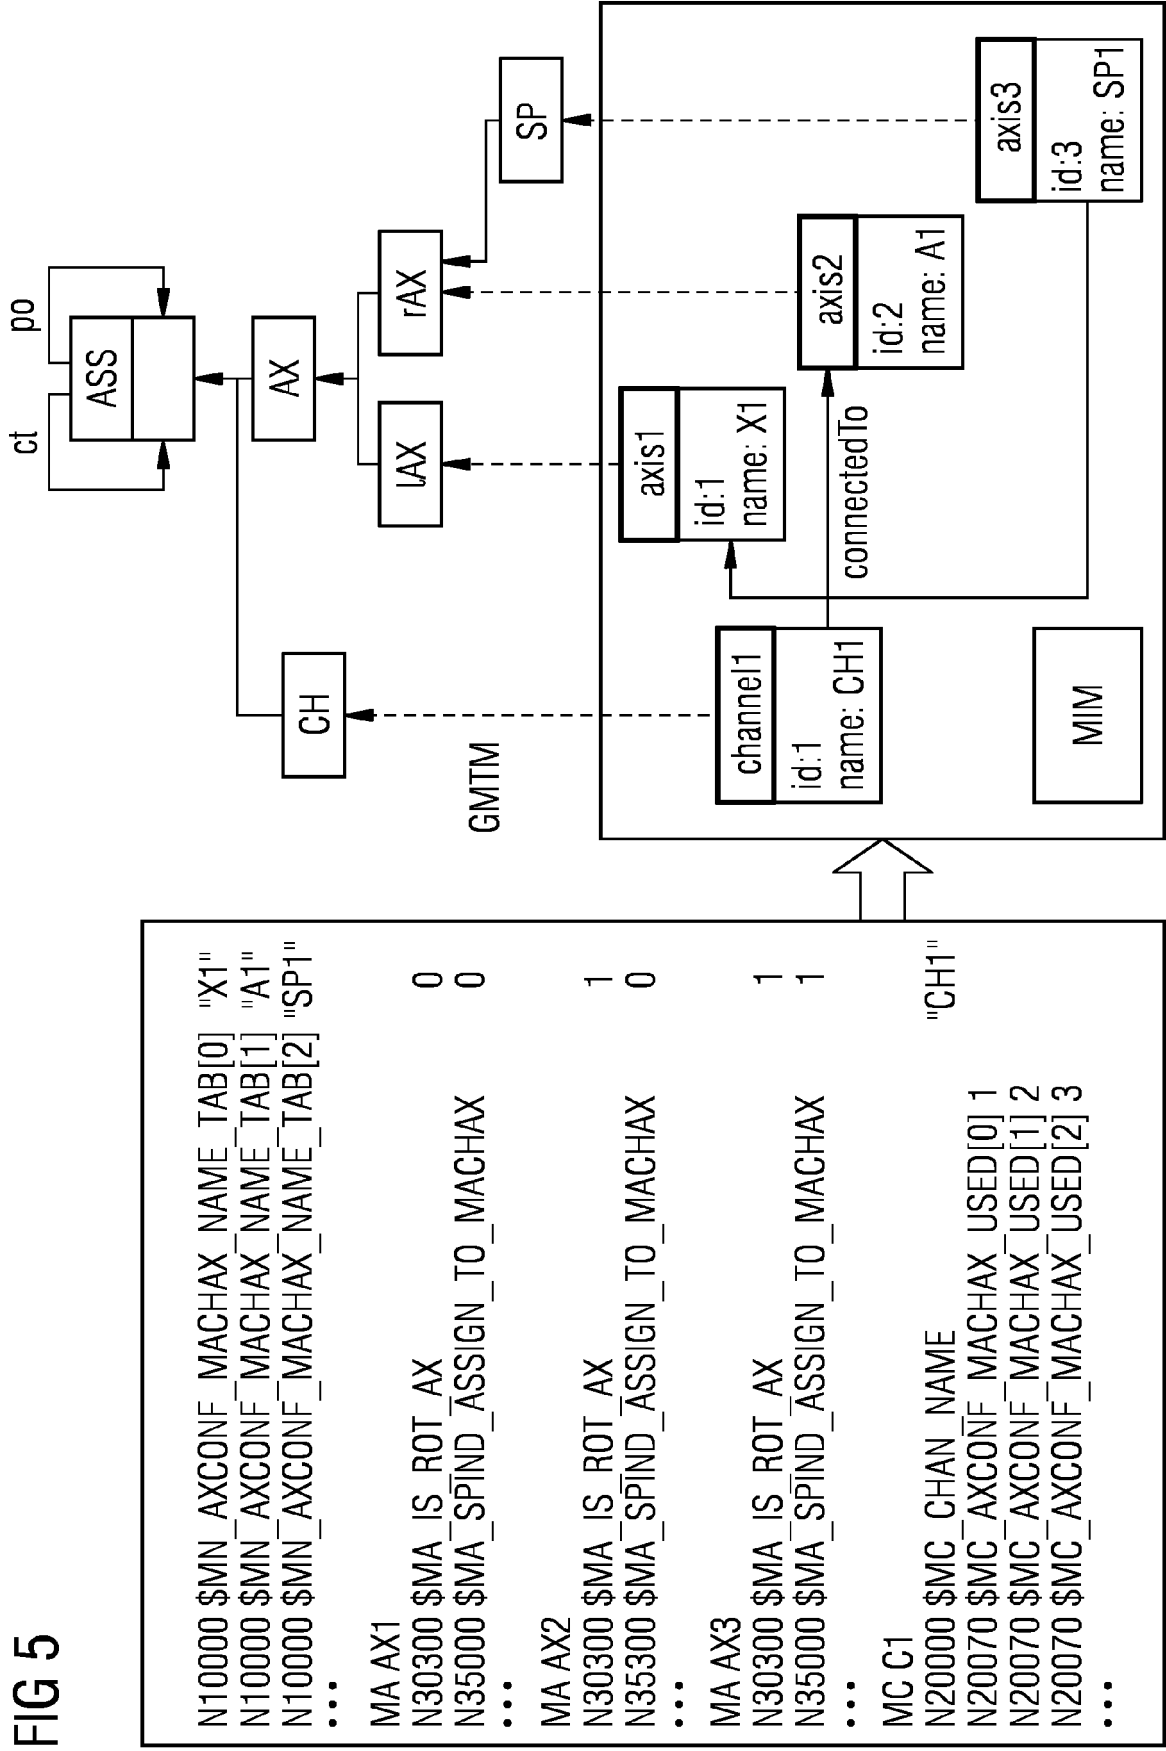 FIG 5
N10000 $MN_AXCONF_MACHAX_NAME_TAB[0] "X1"
N10000 $MN_AXCONF_MACHAX_NAME_TAB[1] "A1"
N10000 $MN_AXCONF_MACHAX_NAME_TAB[2] "SP1"
...
MA AX1
N30300 $MA_IS_ROT_AX 0
N35000 $MA_SPIND_ASSIGN_TO_MACHAX 0
...
MA AX2
N30300 $MA_IS_ROT_AX 1
N35300 $MA_SPIND_ASSIGN_TO_MACHAX 0
...
MA AX3
N30300 $MA_IS_ROT_AX 1
N35000 $MA_SPIND_ASSIGN_TO_MACHAX 1
...
MC C1
N20000 $MC_CHAN_NAME "CH1"
N20070 $MC_AXCONF_MACHAX_USED[0] 1
N20070 $MC_AXCONF_MACHAX_USED[1] 2
N20070 $MC_AXCONF_MACHAX_USED[2] 3
...
ct
po
ASS
AX
CH
lAX
rAX
SP
GMTM
channel1
id:1
name: CH1
axis1
id:1
name: X1
connectedTo
axis2
id:2
name: A1
axis3
id:3
name: SP1
MIM